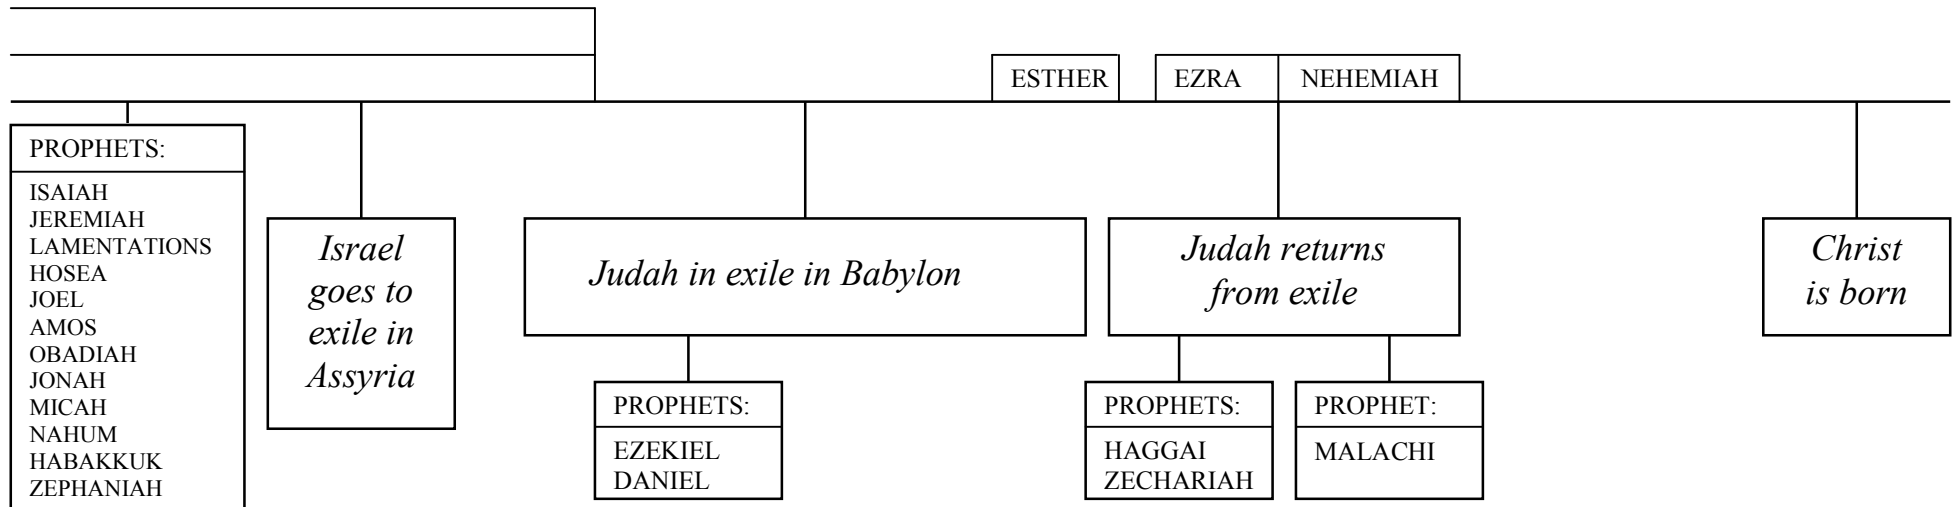 ESTHER
EZRA
NEHEMIAH
PROPHETS:
ISAIAH
JEREMIAH
LAMENTATIONS
HOSEA
JOEL
AMOS
OBADIAH
JONAH
MICAH
NAHUM
HABAKKUK
ZEPHANIAH
Israel
goes to
exile in
Assyria
Judah in exile in Babylon
PROPHETS:
EZEKIEL
DANIEL
Judah returns
from exile
PROPHETS:
HAGGAI
ZECHARIAH
PROPHET:
MALACHI
Christ
is born